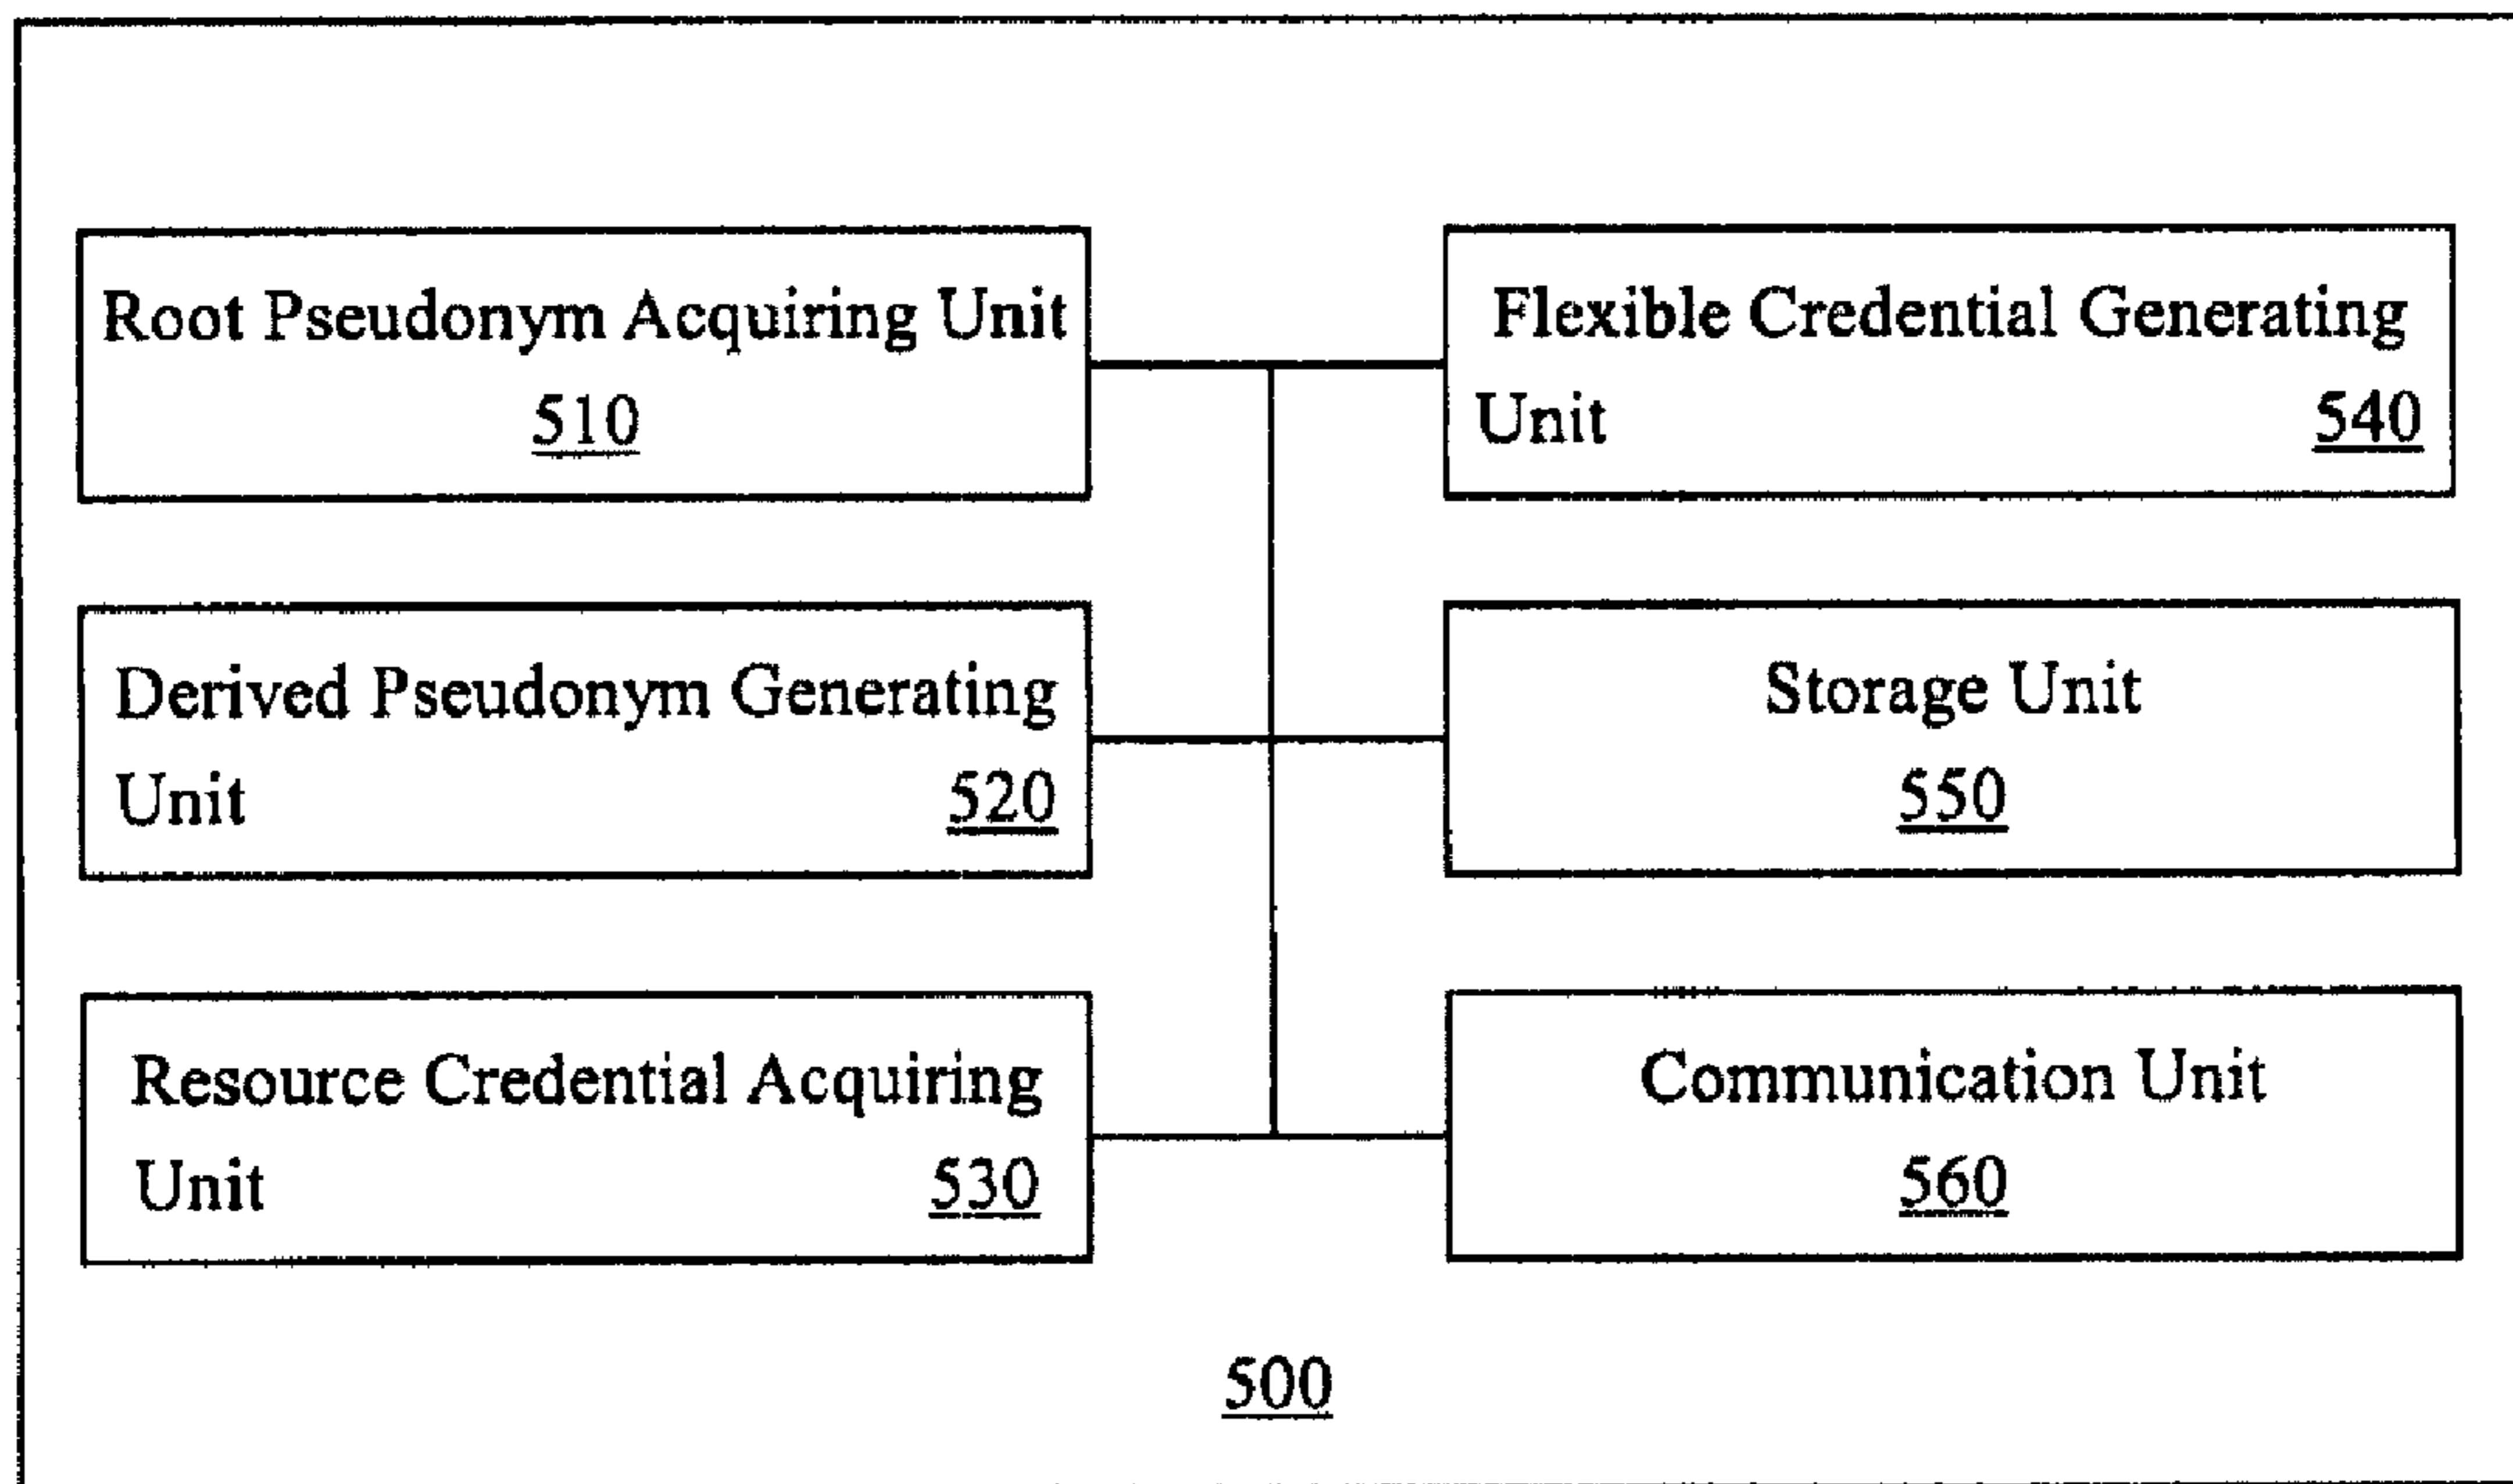 Root Pseudonym Acquiring Unit
510
Flexible Credential Generating
Unit 540
Derived Pseudonym Generating
Unit 520
Storage Unit
550
Resource Credential Acquiring
Unit 530
Communication Unit
560
500